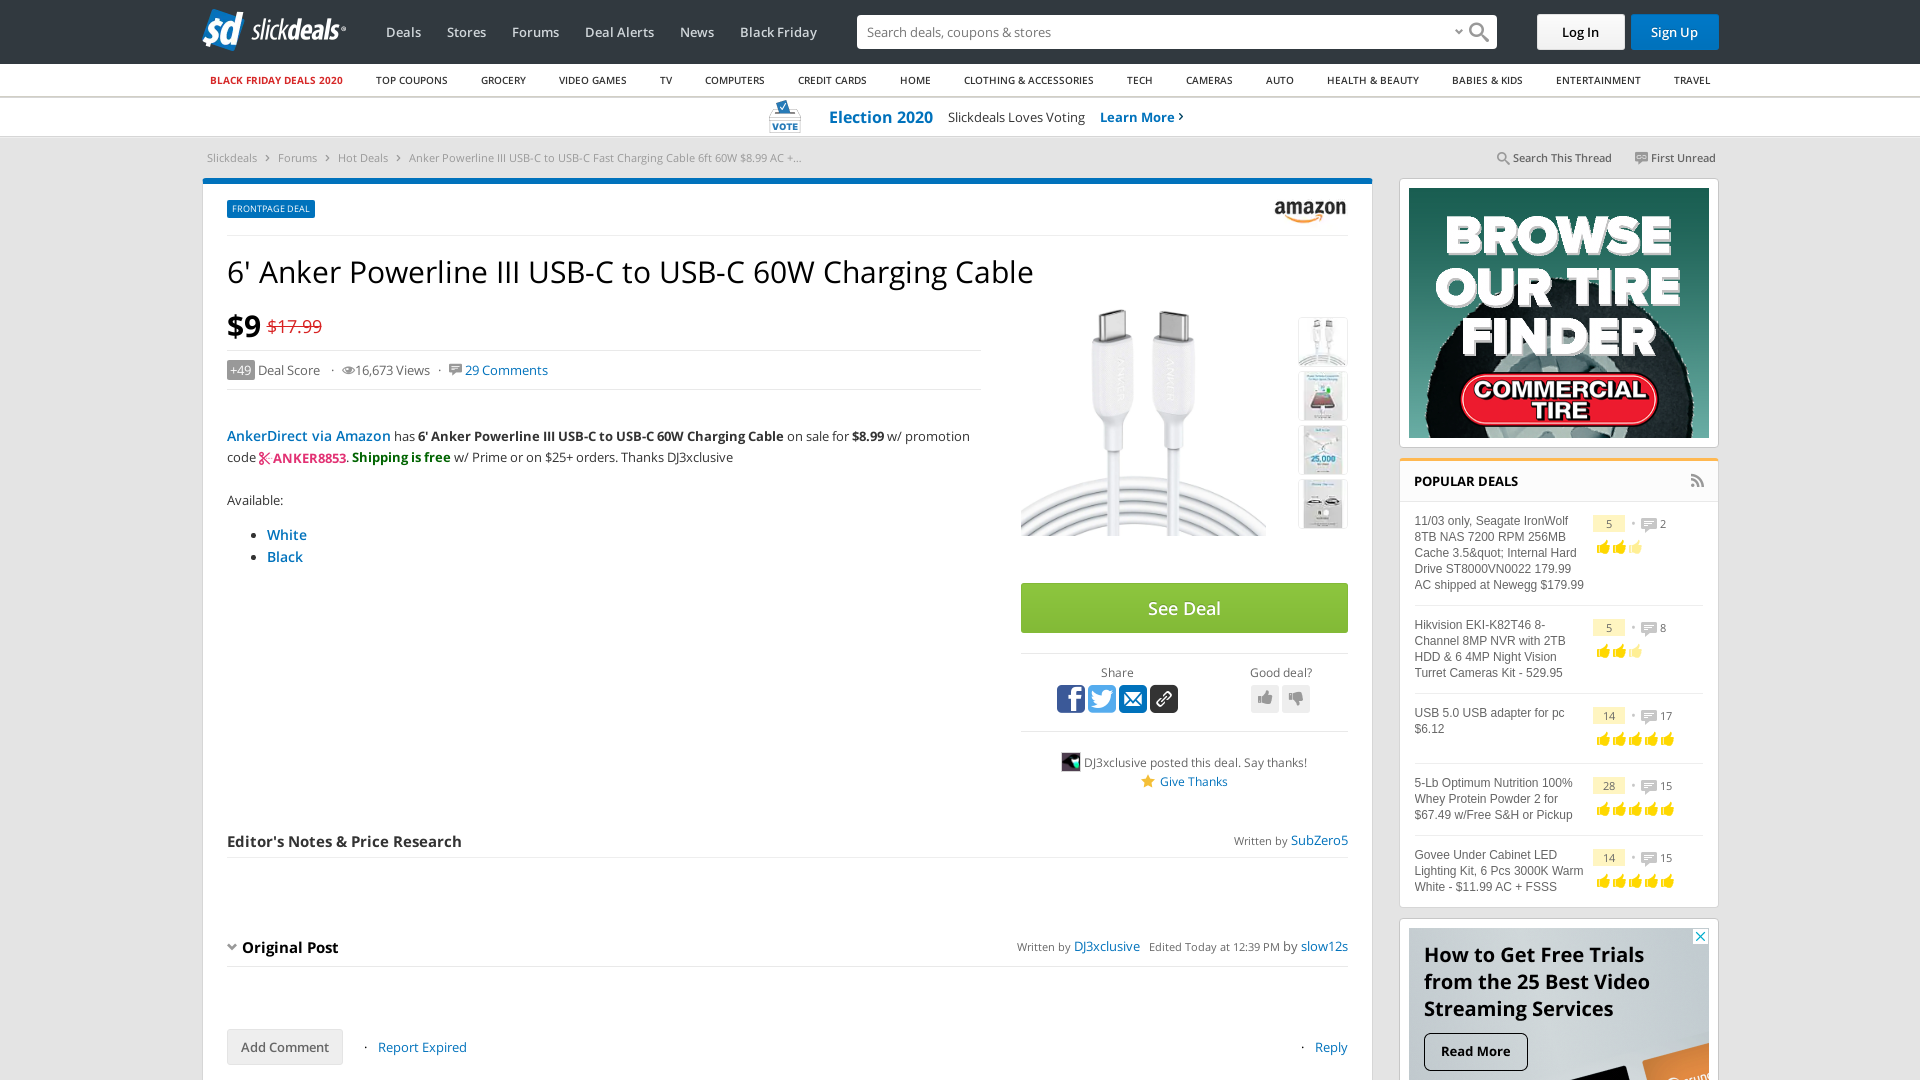 slickdeals
Deals
Stores
Forums
Deal Alerts
News
Black Friday
Search deals, coupons & stores
Log In
Sign Up
BLACK FRIDAY DEALS 2020
TOP COUPONS
GROCERY
VIDEO GAMES
TV
COMPUTERS
CREDIT CARDS
HOME
CLOTHING & ACCESSORIES
TECH
CAMERAS
AUTO
HEALTH & BEAUTY
BABIES & KIDS
ENTERTAINMENT
TRAVEL
VOTE
Election 2020 Slickdeals Loves Voting Learn More
Slickdeals > Forums > Hot Deals > Anker Powerline III USB-C to USB-C Fast Charging Cable 6ft 60W $8.99 AC +...
Search This Thread
First Unread
FRONTPAGE DEAL
amazon
6' Anker Powerline III USB-C to USB-C 60W Charging Cable
$9 $17.99
+49 Deal Score · 16,673 Views · 29 Comments
AnkerDirect via Amazon has 6' Anker Powerline III USB-C to USB-C 60W Charging Cable on sale for $8.99 w/ promotion
code ANKER8853. Shipping is free w/ Prime or on $25+ orders. Thanks DJ3xclusive
Available:
• White
• Black
25,000
See Deal
Share
Good deal?
DJ3xclusive posted this deal. Say thanks!
Give Thanks
Editor's Notes & Price Research
Written by SubZero5
Original Post
Written by DJ3xclusive Edited Today at 12:39 PM by slow12s
Add Comment
· Report Expired
· Reply
BROWSE
OUR TIRE
FINDER
COMMERCIAL
TIRE
POPULAR DEALS
11/03 only, Seagate IronWolf
8TB NAS 7200 RPM 256MB
Cache 3.5&quot; Internal Hard
Drive ST8000VN0022 179.99
AC shipped at Newegg $179.99
5 • 2
Hikvision EKI-K82T46 8-
Channel 8MP NVR with 2TB
HDD & 6 4MP Night Vision
Turret Cameras Kit - 529.95
5 • 8
USB 5.0 USB adapter for pc
$6.12
14 • 17
5-Lb Optimum Nutrition 100%
Whey Protein Powder 2 for
$67.49 w/Free S&H or Pickup
28 • 15
Govee Under Cabinet LED
Lighting Kit, 6 Pcs 3000K Warm
White - $11.99 AC + FSSS
14 • 15
How to Get Free Trials
from the 25 Best Video
Streaming Services
Read More